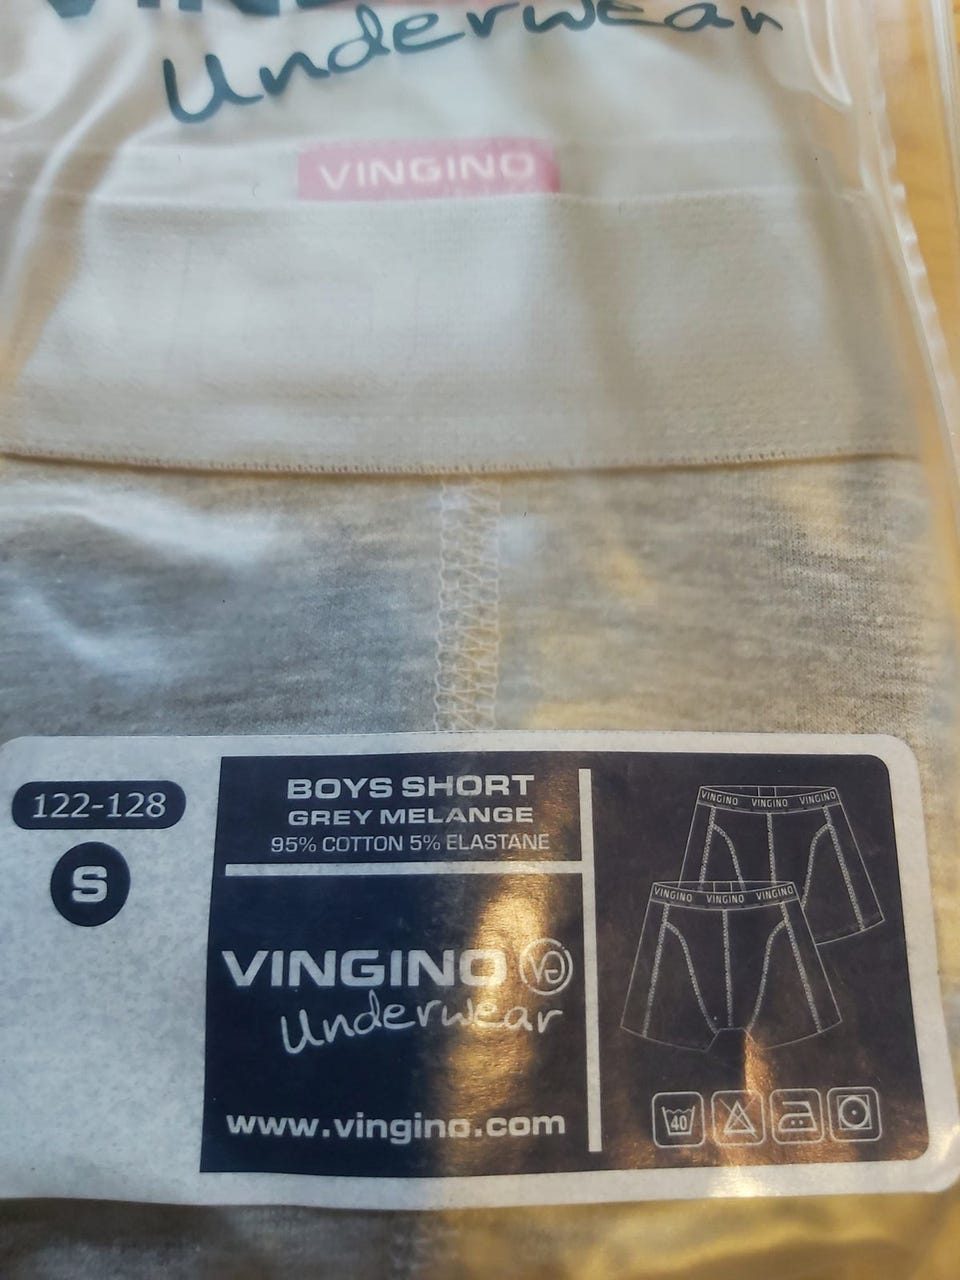 Underwear
VINGINO
122-128
S
BOYS SHORT
GREY MELANGE
95% COTTON 5% ELASTANE
VINGINO VG
Underwear
www.vingino.com
VINGINO VINGINO VINGINO
VINGINO VINGINO VINGINO
40